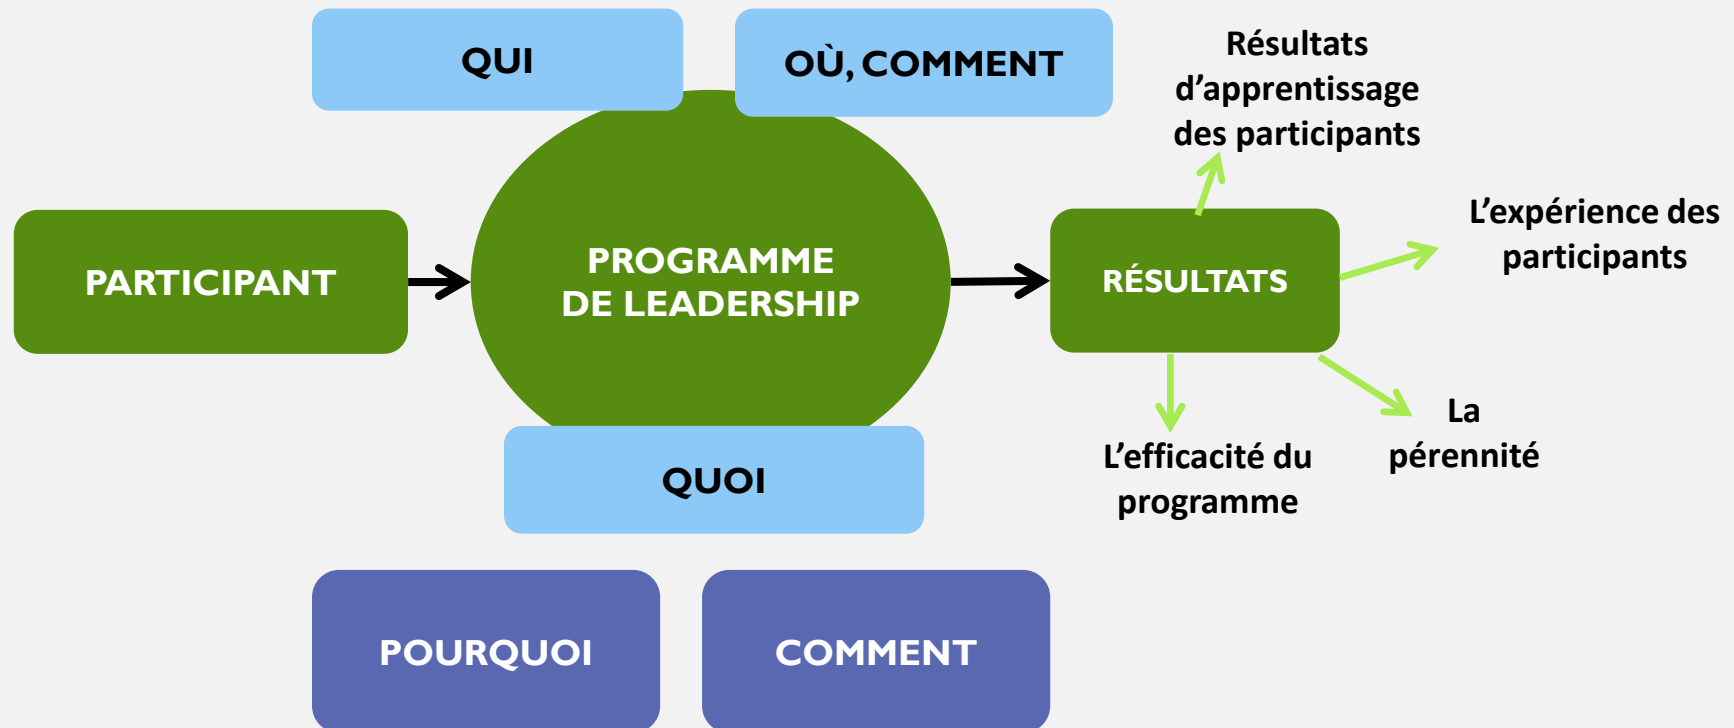 QUI
OÙ, COMMENT
Résultats
d’apprentissage
des participants
PARTICIPANT
PROGRAMME
DE LEADERSHIP
RÉSULTATS
L’expérience des
participants
QUOI
L’efficacité du
programme
La
pérennité
POURQUOI
COMMENT